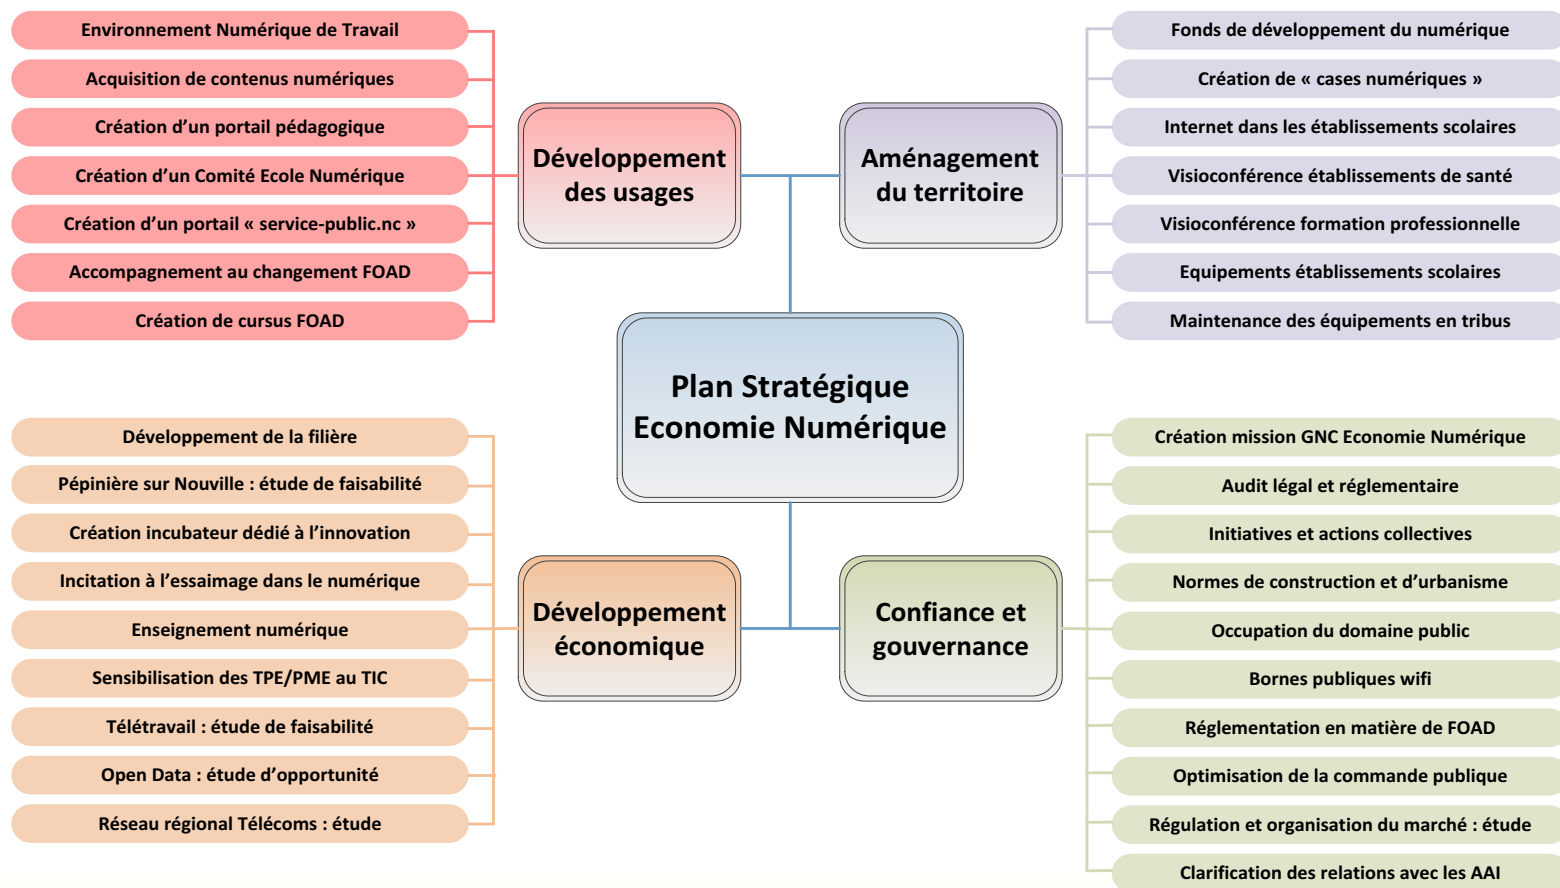 Environnement Numérique de Travail
Acquisition de contenus numériques
Création d’un portail pédagogique
Création d’un Comité Ecole Numérique
Création d’un portail « service-public.nc »
Accompagnement au changement FOAD
Création de cursus FOAD
Développement
des usages
Aménagement
du territoire
Fonds de développement du numérique
Création de « cases numériques »
Internet dans les établissements scolaires
Visioconférence établissements de santé
Visioconférence formation professionnelle
Equipements établissements scolaires
Maintenance des équipements en tribus
Plan Stratégique
Economie Numérique
Développement de la filière
Pépinière sur Nouville : étude de faisabilité
Création incubateur dédié à l’innovation
Incitation à l’essaimage dans le numérique
Enseignement numérique
Sensibilisation des TPE/PME au TIC
Télétravail : étude de faisabilité
Open Data : étude d’opportunité
Réseau régional Télécoms : étude
Développement
économique
Confiance et
gouvernance
Création mission GNC Economie Numérique
Audit légal et réglementaire
Initiatives et actions collectives
Normes de construction et d’urbanisme
Occupation du domaine public
Bornes publiques wifi
Réglementation en matière de FOAD
Optimisation de la commande publique
Régulation et organisation du marché : étude
Clarification des relations avec les AAI